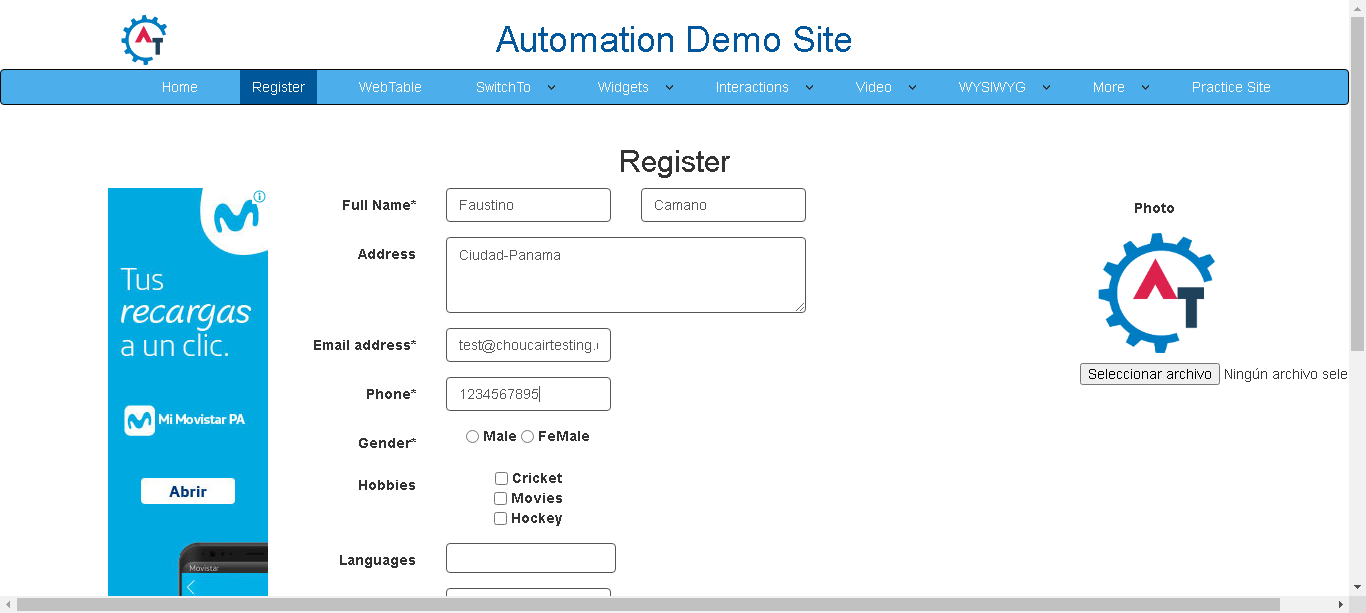 Automation Demo Site
Home Register WebTable SwitchTo Widgets Interactions Video WYSIWYG More Practice Site
Register
Full Name* Faustino Camano
Address Ciudad-Panama
Email address* test@choucairtesting.
Phone* 1234567895
Gender* Male FeMale
Hobbies Cricket
Movies
Hockey
Languages
Photo
AT
Seleccionar archivo Ningún archivo sele
Tus
recargas
a un clic.
Mi Movistar PA
Abrir
Movistar